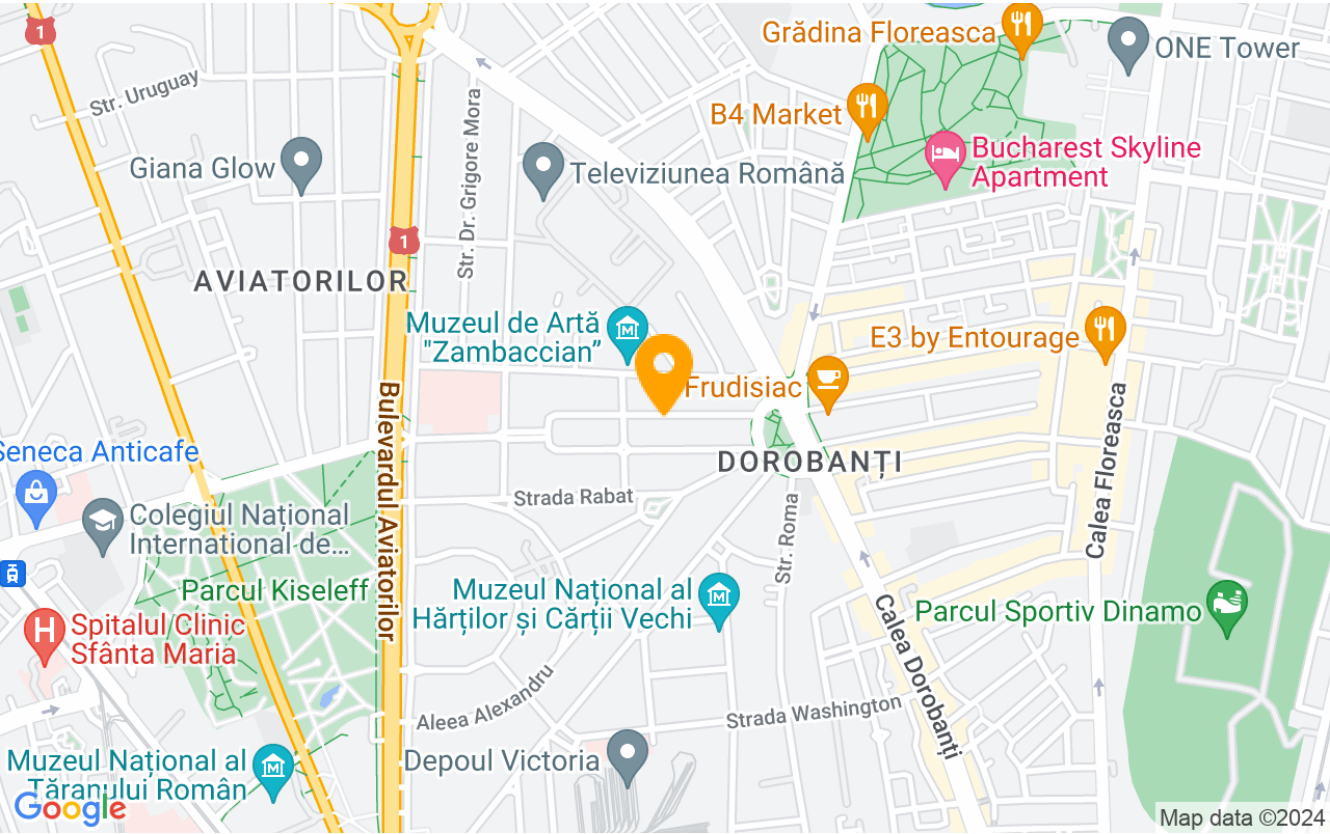 1
Grădina Floreasca
ONE Tower
Str. Uruguay
Str. Dr. Grigore Mora
B4 Market
Bucharest Skyline
Apartment
Giana Glow
Televiziunea Română
1
AVIATORILOR
Muzeul de Artă
"Zambaccian”
E3 by Entourage
Frudisiac
Bulevardul Aviatorilor
Calea Floreasca
Seneca Anticafe
DOROBANȚI
Strada Rabat
Str. Roma
Colegiul Național
International de...
Parcul Kiseleff
Muzeul Național al
Hărților și Cărții Vechi
Parcul Sportiv Dinamo
H
Spitalul Clinic
Sfânta Maria
Calea Dorobanți
Aleea Alexandru
Strada Washington
Muzeul Național al
Țăranului Român
Depoul Victoria
Google
Map data ©2024